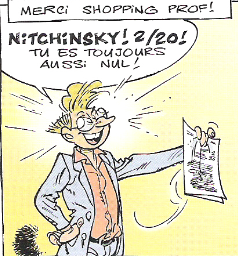 MERCI SHOPPING PROF!
NITCHINSKY! 2/20!
TU ES TOUJOURS
AUSSI NUL!